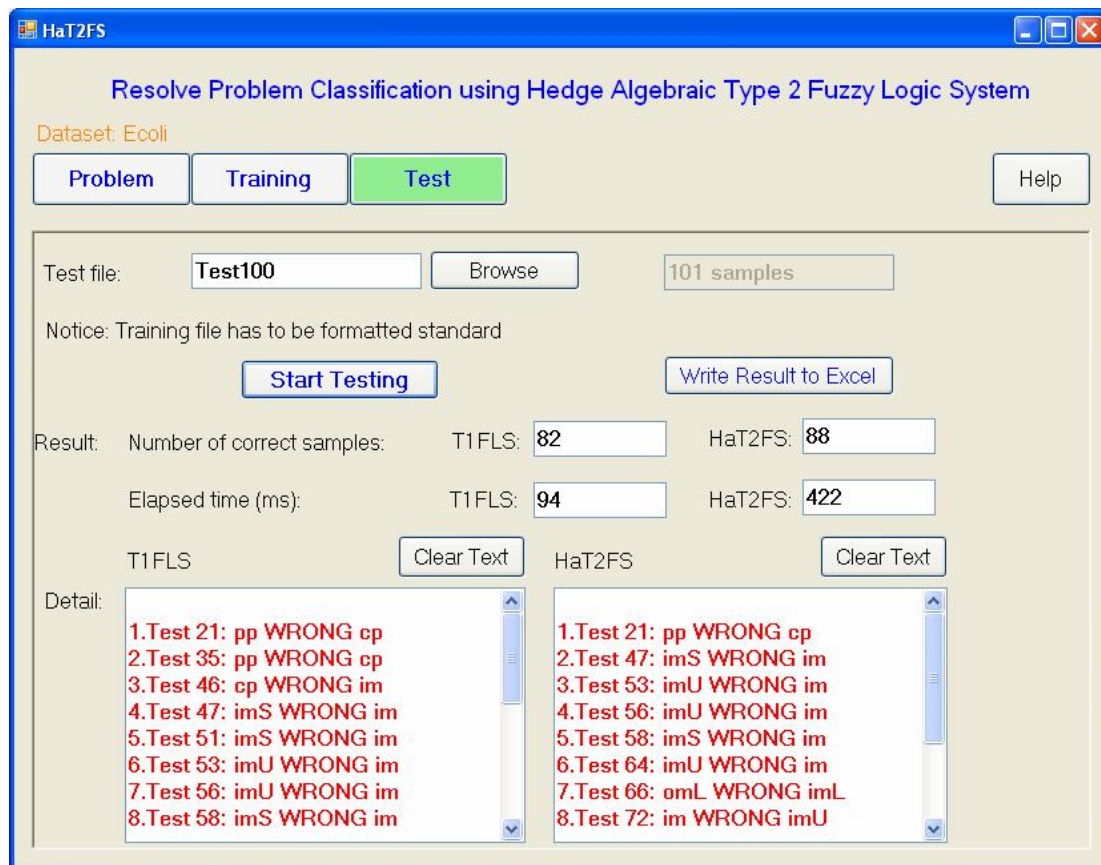 HaT2FS
Resolve Problem Classification using Hedge Algebraic Type 2 Fuzzy Logic System
Dataset: Ecoli
Problem Training Test Help
Test file: Test100 Browse 101 samples
Notice: Training file has to be formatted standard
Start Testing Write Result to Excel
Result: Number of correct samples: T1FLS: 82 HaT2FS: 88
Elapsed time (ms): T1FLS: 94 HaT2FS: 422
T1FLS Clear Text HaT2FS Clear Text
Detail:
1.Test 21: pp WRONG cp
2.Test 35: pp WRONG cp
3.Test 46: cp WRONG im
4.Test 47: imS WRONG im
5.Test 51: imS WRONG im
6.Test 53: imU WRONG im
7.Test 56: imU WRONG im
8.Test 58: imS WRONG im
1.Test 21: pp WRONG cp
2.Test 47: imS WRONG im
3.Test 53: imU WRONG im
4.Test 56: imU WRONG im
5.Test 58: imS WRONG im
6.Test 64: imU WRONG im
7.Test 66: omL WRONG imL
8.Test 72: im WRONG imU